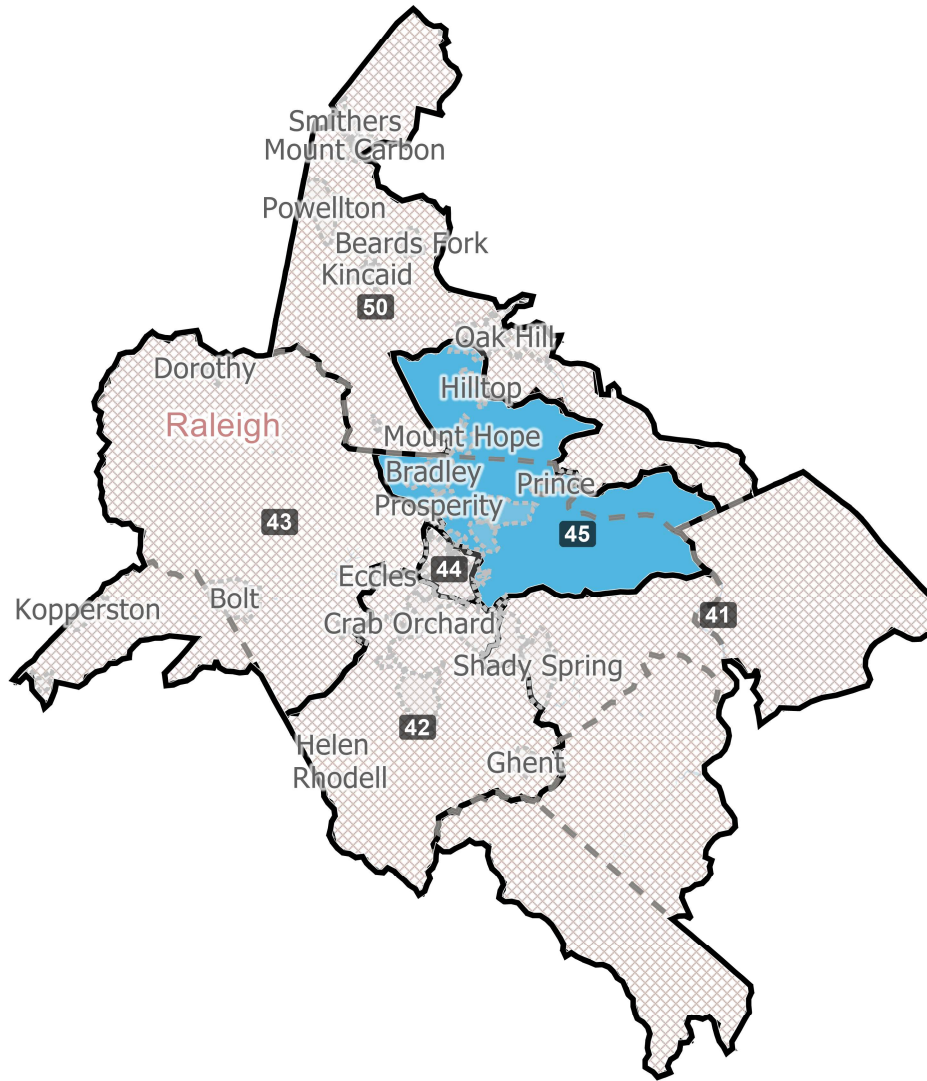 Smithers
Mount Carbon
Powellton
Beards Fork
Kincaid
50
Oak Hill
Dorothy
Hilltop
Raleigh
Mount Hope
Bradley
Prince
Prosperity
43
45
44
Eccles
Kopperston
Bolt
41
Crab Orchard
Shady Spring
42
Helen
Ghent
Rhodell